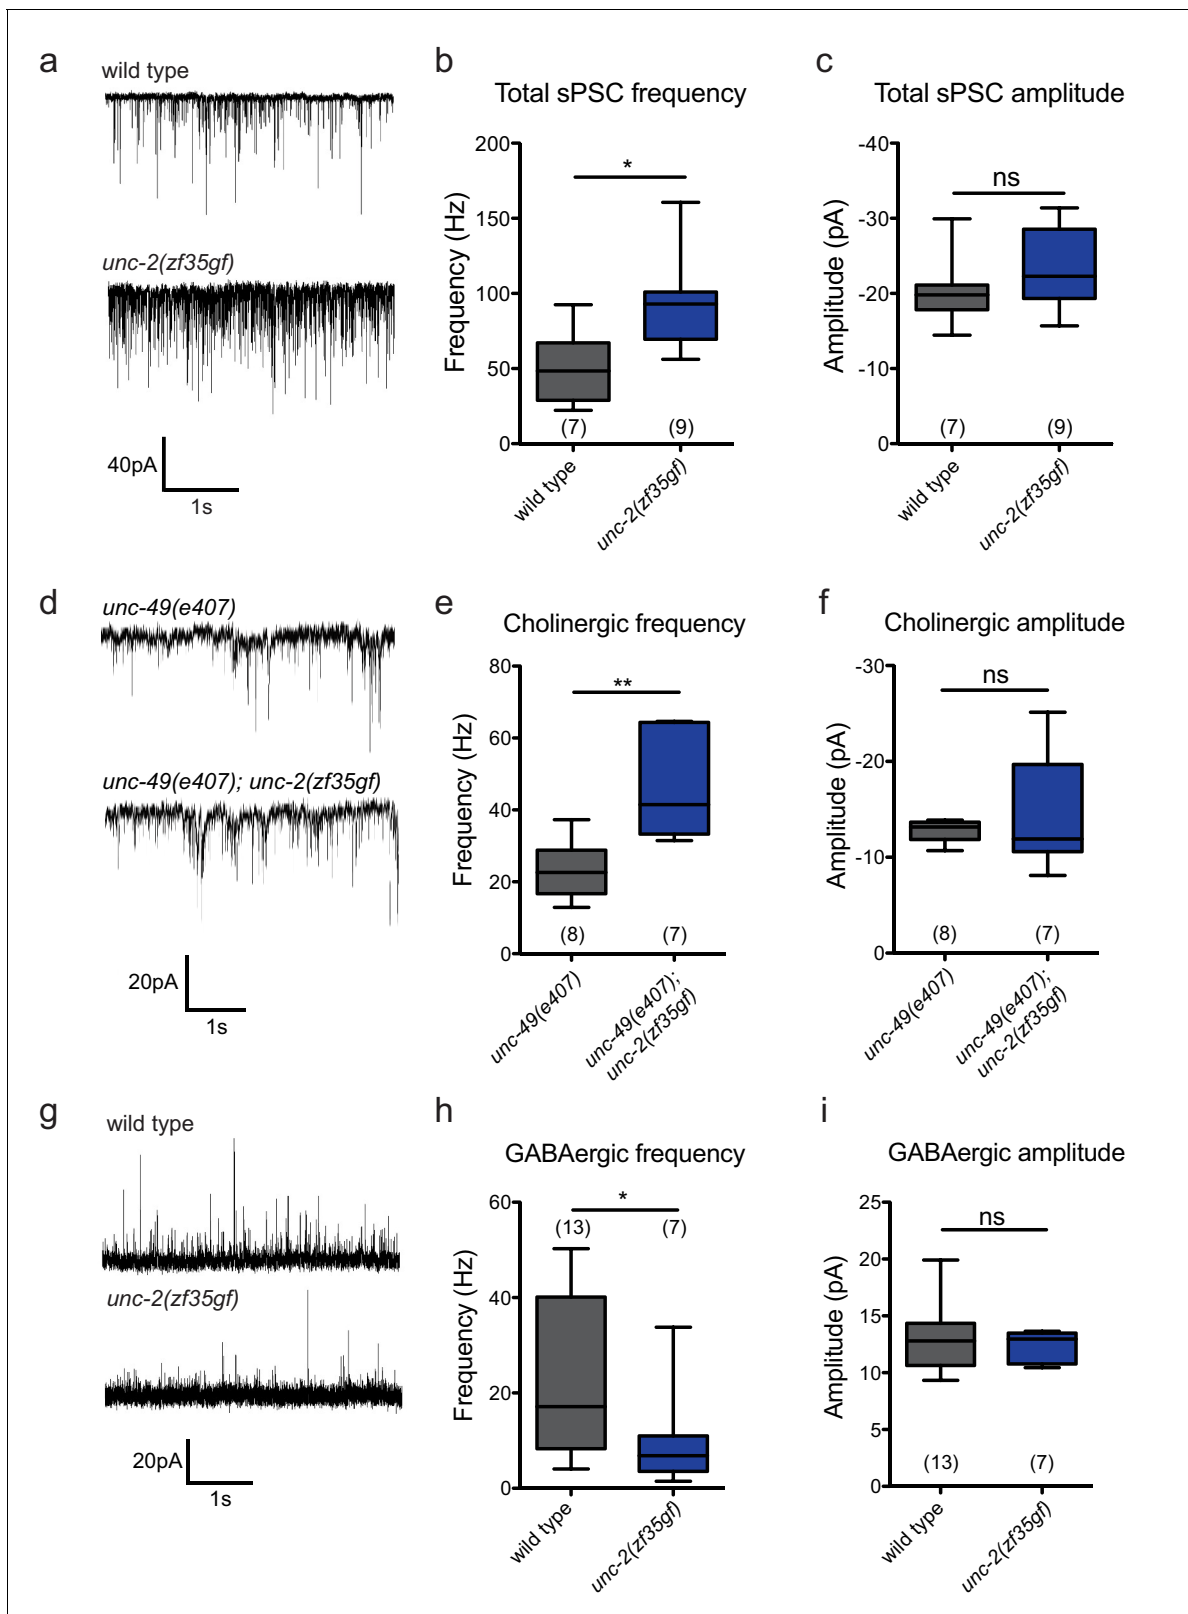 a
wild type
unc-2(zf35gf)
40pA
1s
b
Total sPSC frequency
Frequency (Hz)
200
150
100
50
0
*
(7)
(9)
wild type
unc-2(zf35gf)
c
Total sPSC amplitude
Amplitude (pA)
-40
-30
-20
-10
0
ns
(7)
(9)
wild type
unc-2(zf35gf)
d
unc-49(e407)
unc-49(e407); unc-2(zf35gf)
20pA
1s
e
Cholinergic frequency
Frequency (Hz)
80
60
40
20
0
**
(8)
(7)
unc-49(e407)
unc-49(e407);
unc-2(zf35gf)
f
Cholinergic amplitude
Amplitude (pA)
-30
-20
-10
0
ns
(8)
(7)
unc-49(e407)
unc-49(e407);
unc-2(zf35gf)
g
wild type
unc-2(zf35gf)
20pA
1s
h
GABAergic frequency
Frequency (Hz)
60
40
20
0
*
(13)
(7)
wild type
unc-2(zf35gf)
i
GABAergic amplitude
Amplitude (pA)
25
20
15
10
5
0
ns
(13)
(7)
wild type
unc-2(zf35gf)